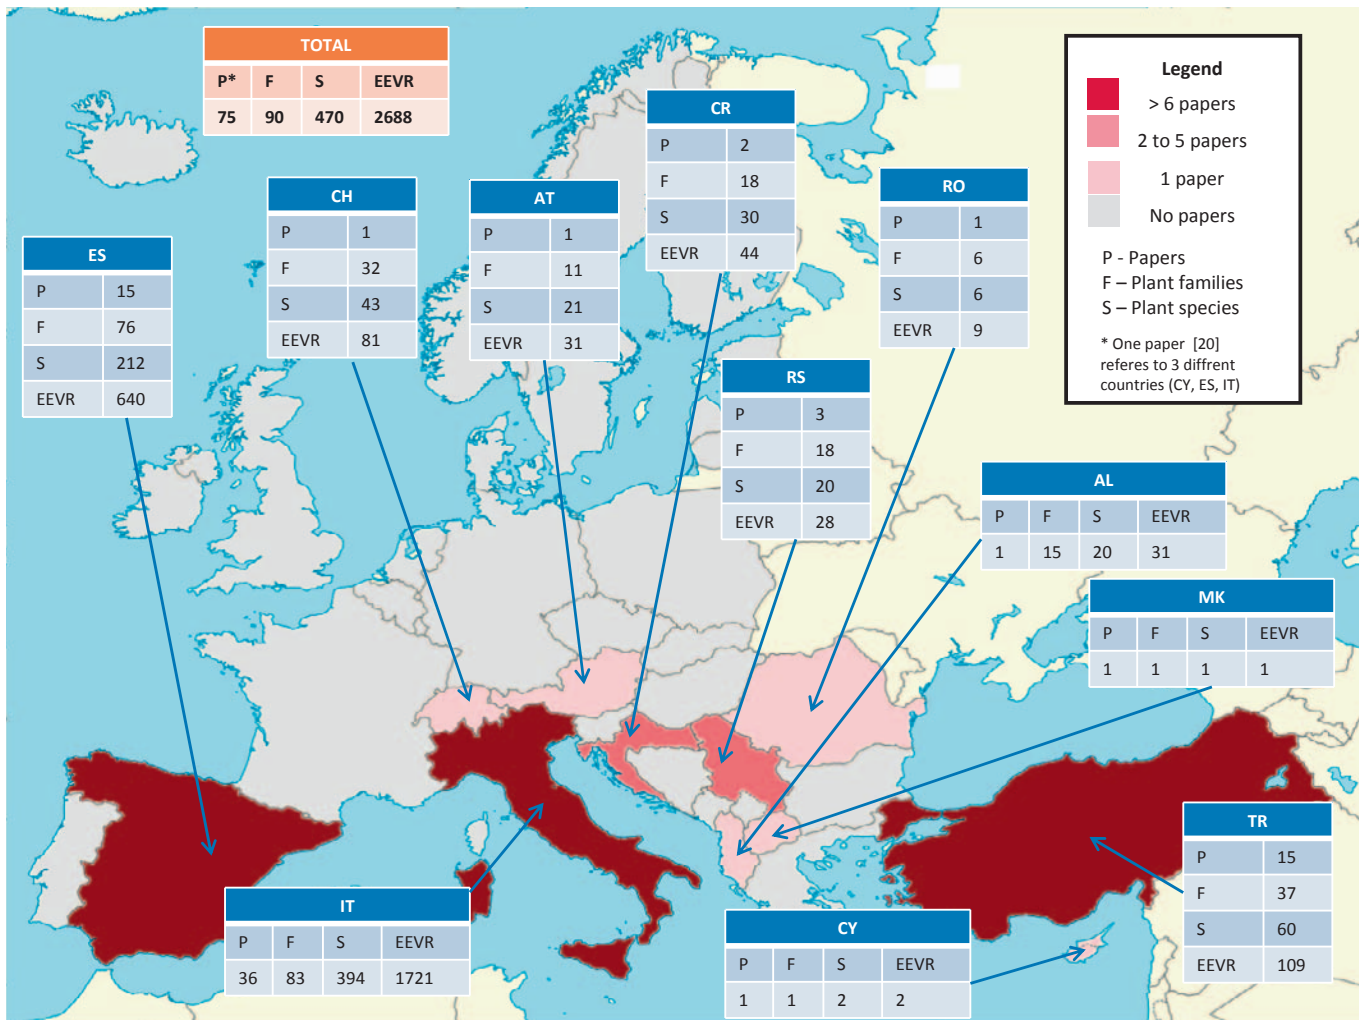 TOTAL
P* F S EEVR
75 90 470 2688
Legend
> 6 papers
2 to 5 papers
1 paper
No papers
P - Papers
F – Plant families
S – Plant species
* One paper [20]
referes to 3 diffrent
countries (CY, ES, IT)
CR
P 2
F 18
S 30
EEVR 44
CH
P 1
F 32
S 43
EEVR 81
AT
P 1
F 11
S 21
EEVR 31
RO
P 1
F 6
S 6
EEVR 9
ES
P 15
F 76
S 212
EEVR 640
RS
P 3
F 18
S 20
EEVR 28
AL
P F S EEVR
1 15 20 31
MK
P F S EEVR
1 1 1 1
TR
P 15
F 37
S 60
EEVR 109
IT
P F S EEVR
36 83 394 1721
CY
P F S EEVR
1 1 2 2